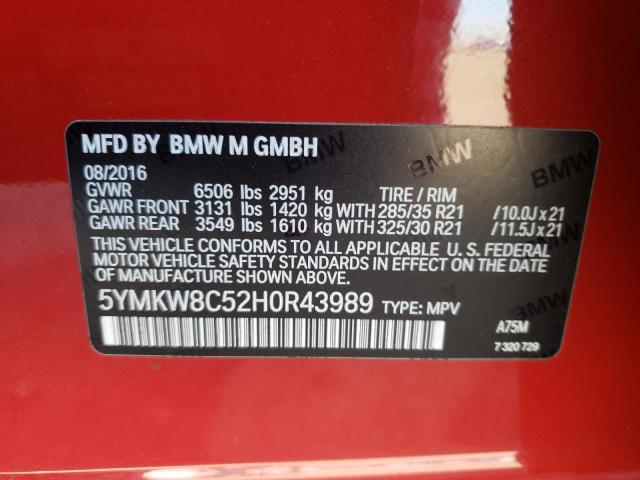 MFD BY BMW M GMBH
08/2016
GVWR 6506 lbs 2951 kg TIRE / RIM
GAWR FRONT 3131 lbs 1420 kg WITH 285/35 R21 /10.0J x 21
GAWR REAR 3549 lbs 1610 kg WITH 325/30 R21 /11.5J x 21
THIS VEHICLE CONFORMS TO ALL APPLICABLE U. S. FEDERAL
MOTOR VEHICLE SAFETY STANDARDS IN EFFECT ON THE
DATE OF MANUFACTURE SHOWN ABOVE.
5YMKW8C52H0R43989 TYPE: MPV
A75M
7 320 729
BMW
BMW
BMW